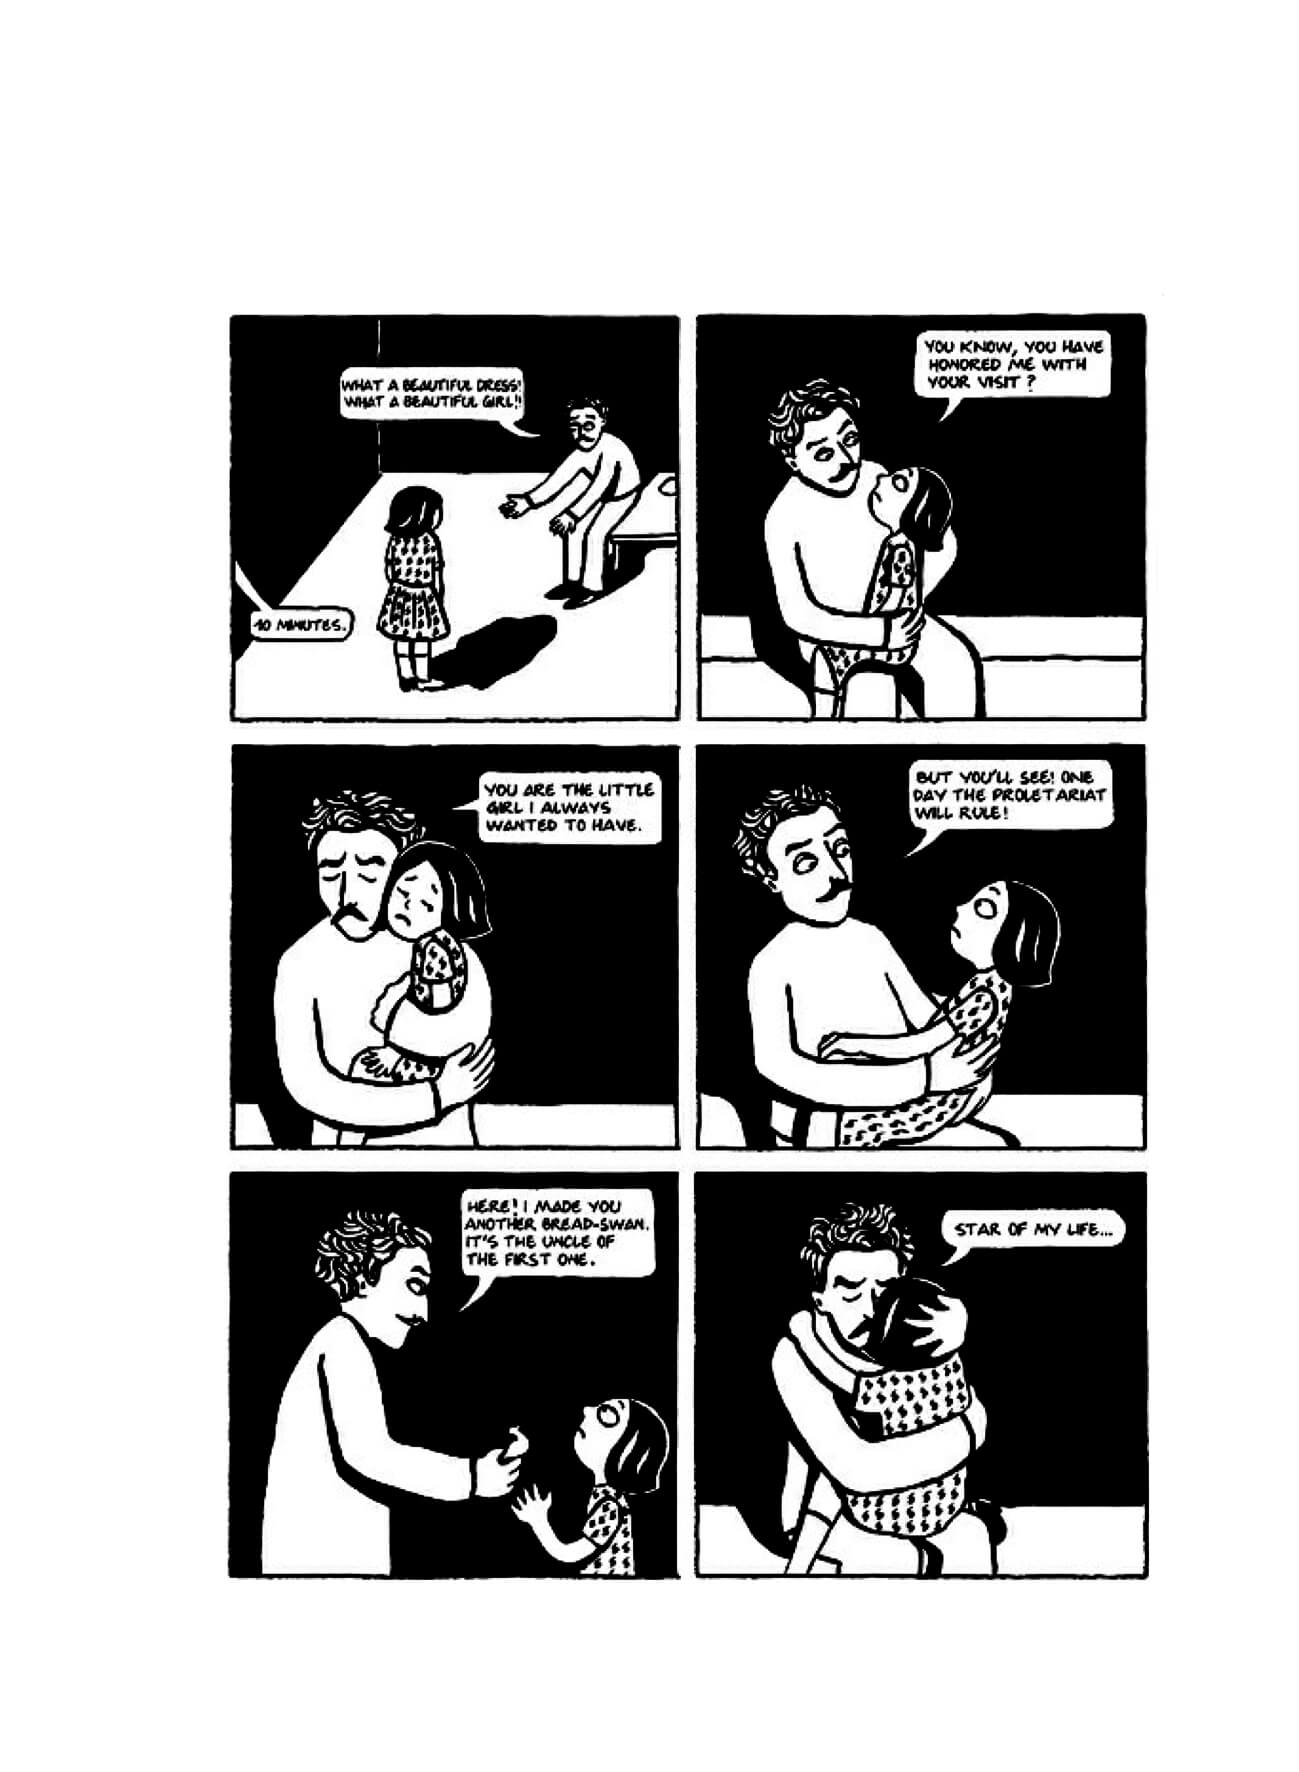 WHAT A BEAUTIFUL DRESS!
WHAT A BEAUTIFUL GIRL!!
10 MINUTES.
YOU KNOW, YOU HAVE
HONORED ME WITH
YOUR VISIT ?
YOU ARE THE LITTLE
GIRL I ALWAYS
WANTED TO HAVE.
BUT YOU'LL SEE! ONE
DAY THE PROLETARIAT
WILL RULE!
HERE! I MADE YOU
ANOTHER BREAD-SWAN.
IT'S THE UNCLE OF
THE FIRST ONE.
STAR OF MY LIFE...